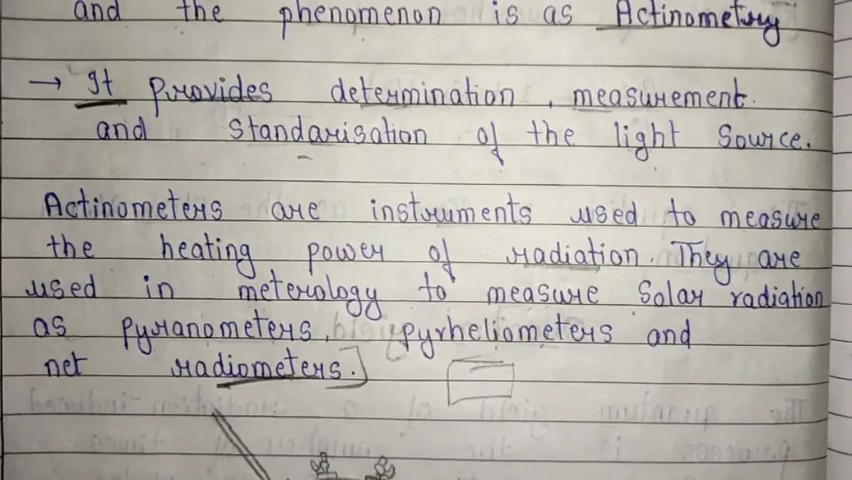 and the phenomenon is as Actinometry
→ It provides determination, measurement
and standarisation of the light source.
Actinometers are instruments used to measure
the heating power of radiation. They are
used in meterology to measure solar radiation
as pyranometers, pyrheliometers and
net radiometers.]